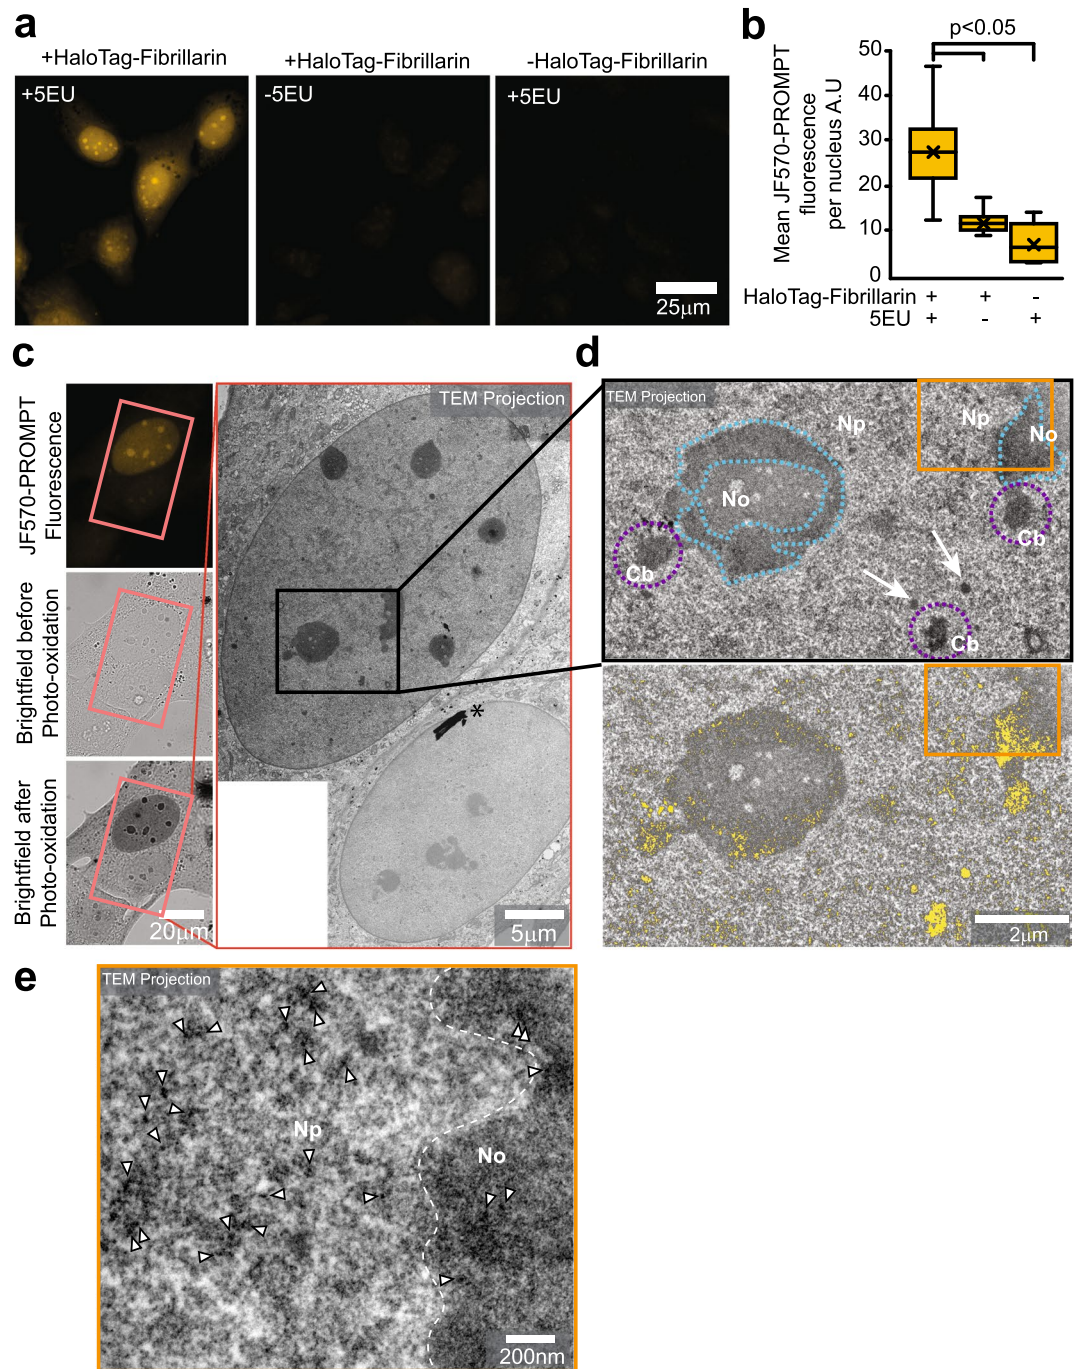 a
+HaloTag-Fibrillarin
+5EU
+HaloTag-Fibrillarin
-5EU
-HaloTag-Fibrillarin
+5EU
25μm
b
p<0.05
Mean JF570-PROMPT
fluorescence
per nucleus A.U
50
40
30
20
10
0
HaloTag-Fibrillarin + + -
5EU + - +
c
JF570-PROMPT
Fluorescence
Brightfield before
Photo-oxidation
Brightfield after
Photo-oxidation
20μm
TEM Projection
*
5μm
d
TEM Projection
Np
Np
No
No
Cb
Cb
Cb
2μm
e
TEM Projection
Np
No
200nm